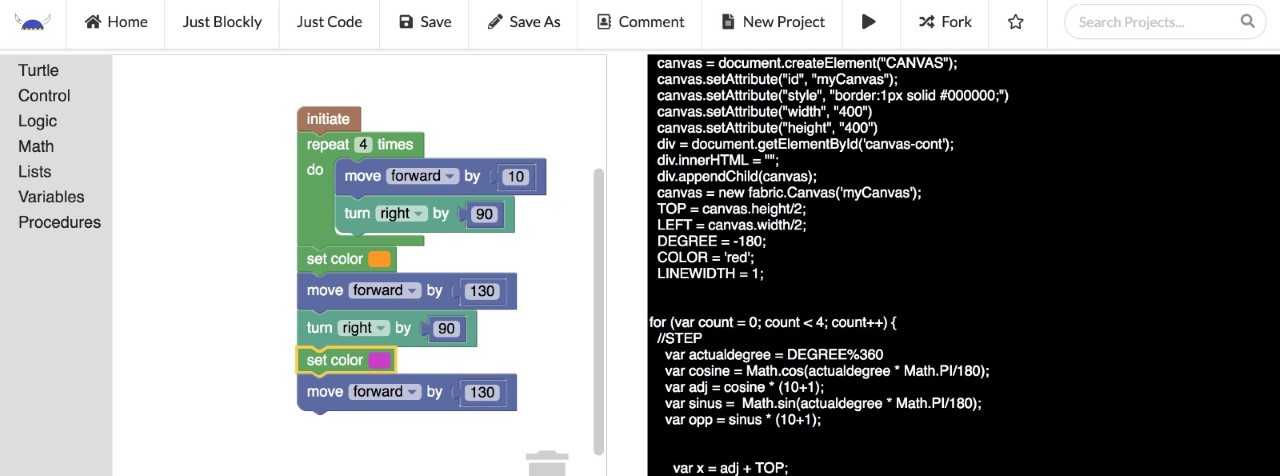 Home Just Blockly Just Code Save Save As Comment New Project Fork Search Projects...
Turtle
Control
Logic
Math
Lists
Variables
Procedures
initiate
repeat 4 times
do move forward by 10
turn right by 90
set color
move forward by 130
turn right by 90
set color
move forward by 130
canvas = document.createElement("CANVAS");
canvas.setAttribute("id", "myCanvas");
canvas.setAttribute("style", "border:1px solid #000000;")
canvas.setAttribute("width", "400")
canvas.setAttribute("height", "400")
div = document.getElementById('canvas-cont');
div.innerHTML = "";
div.appendChild(canvas);
canvas = new fabric.Canvas('myCanvas');
TOP = canvas.height/2;
LEFT = canvas.width/2;
DEGREE = -180;
COLOR = 'red';
LINEWIDTH = 1;
for (var count = 0; count < 4; count++) {
//STEP
var actualdegree = DEGREE%360
var cosine = Math.cos(actualdegree * Math.PI/180);
var adj = cosine * (10+1);
var sinus = Math.sin(actualdegree * Math.PI/180);
var opp = sinus * (10+1);
var x = adj + TOP;